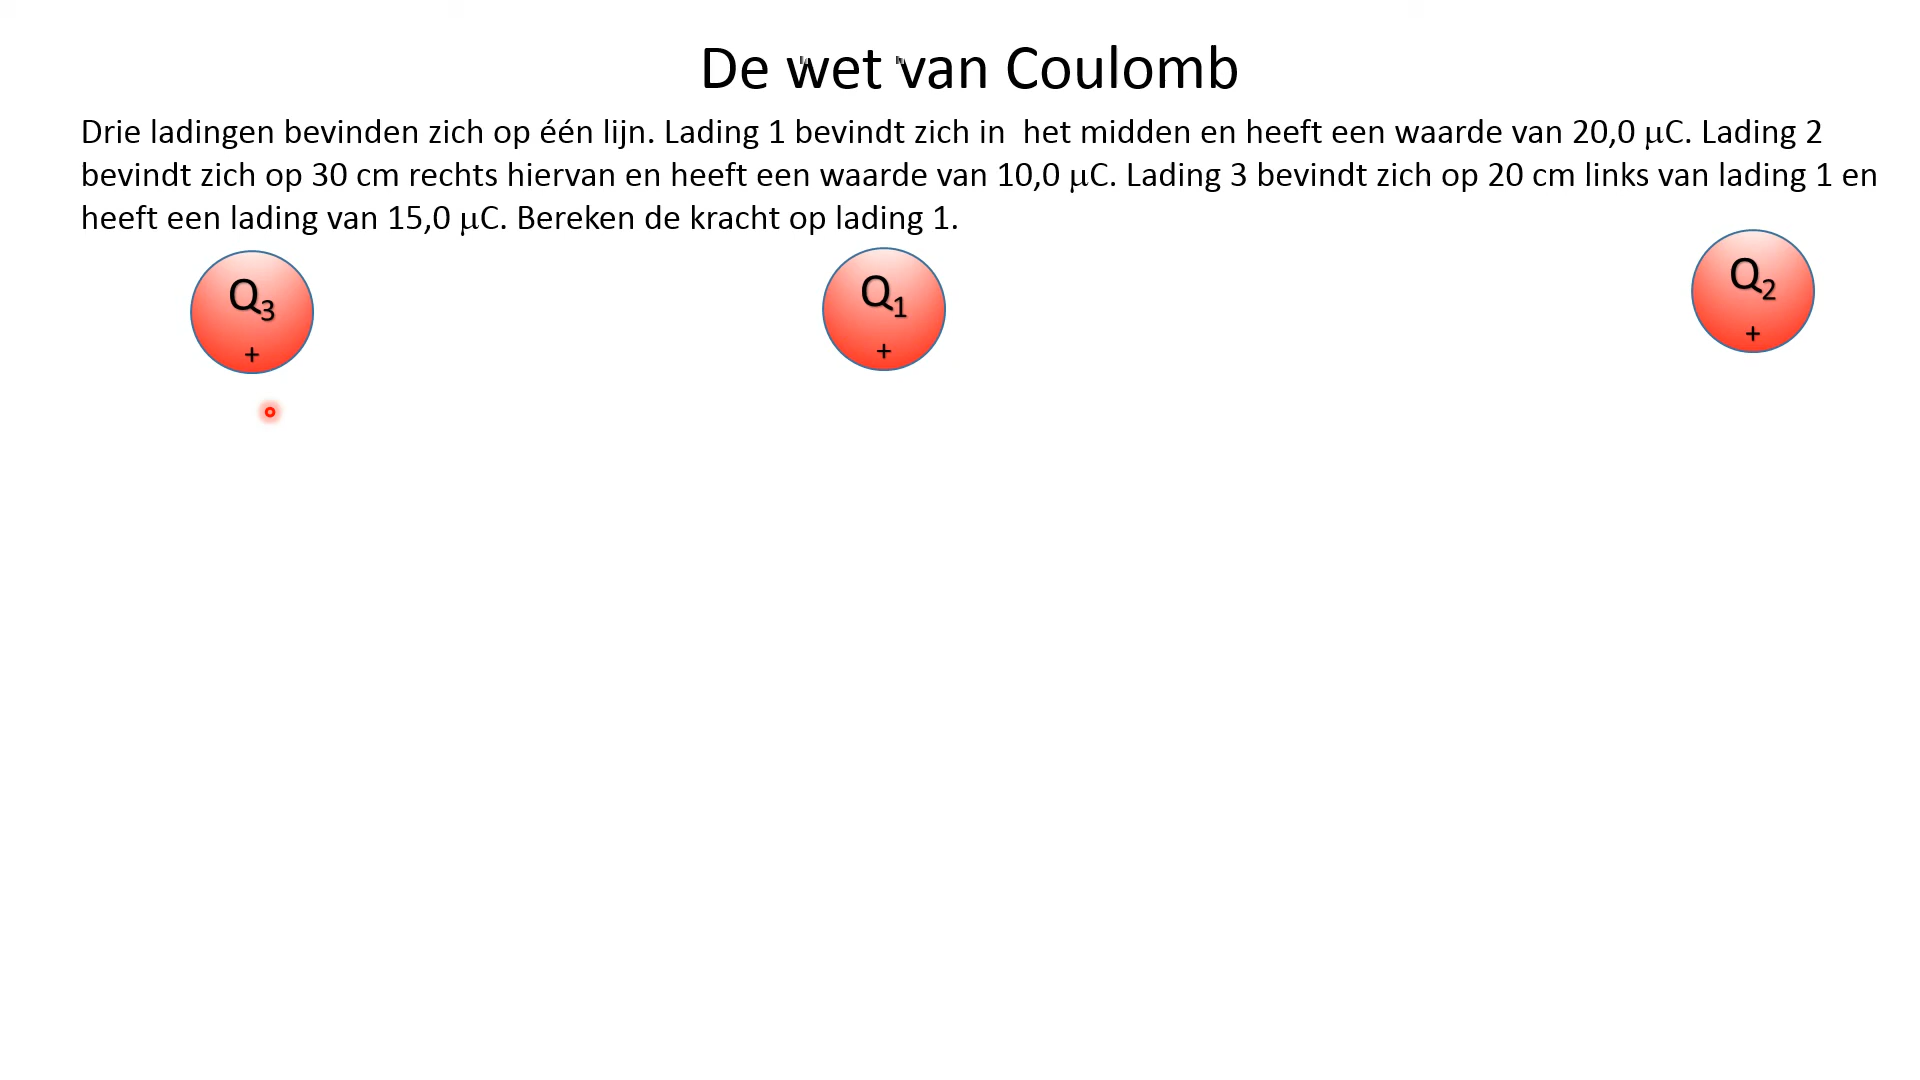 De wet van Coulomb
Drie ladingen bevinden zich op één lijn. Lading 1 bevindt zich in  het midden en heeft een waarde van 20,0 μC. Lading 2
bevindt zich op 30 cm rechts hiervan en heeft een waarde van 10,0 μC. Lading 3 bevindt zich op 20 cm links van lading 1 en
heeft een lading van 15,0 μC. Bereken de kracht op lading 1.
Q₃ Q₁ Q₂
+ + +